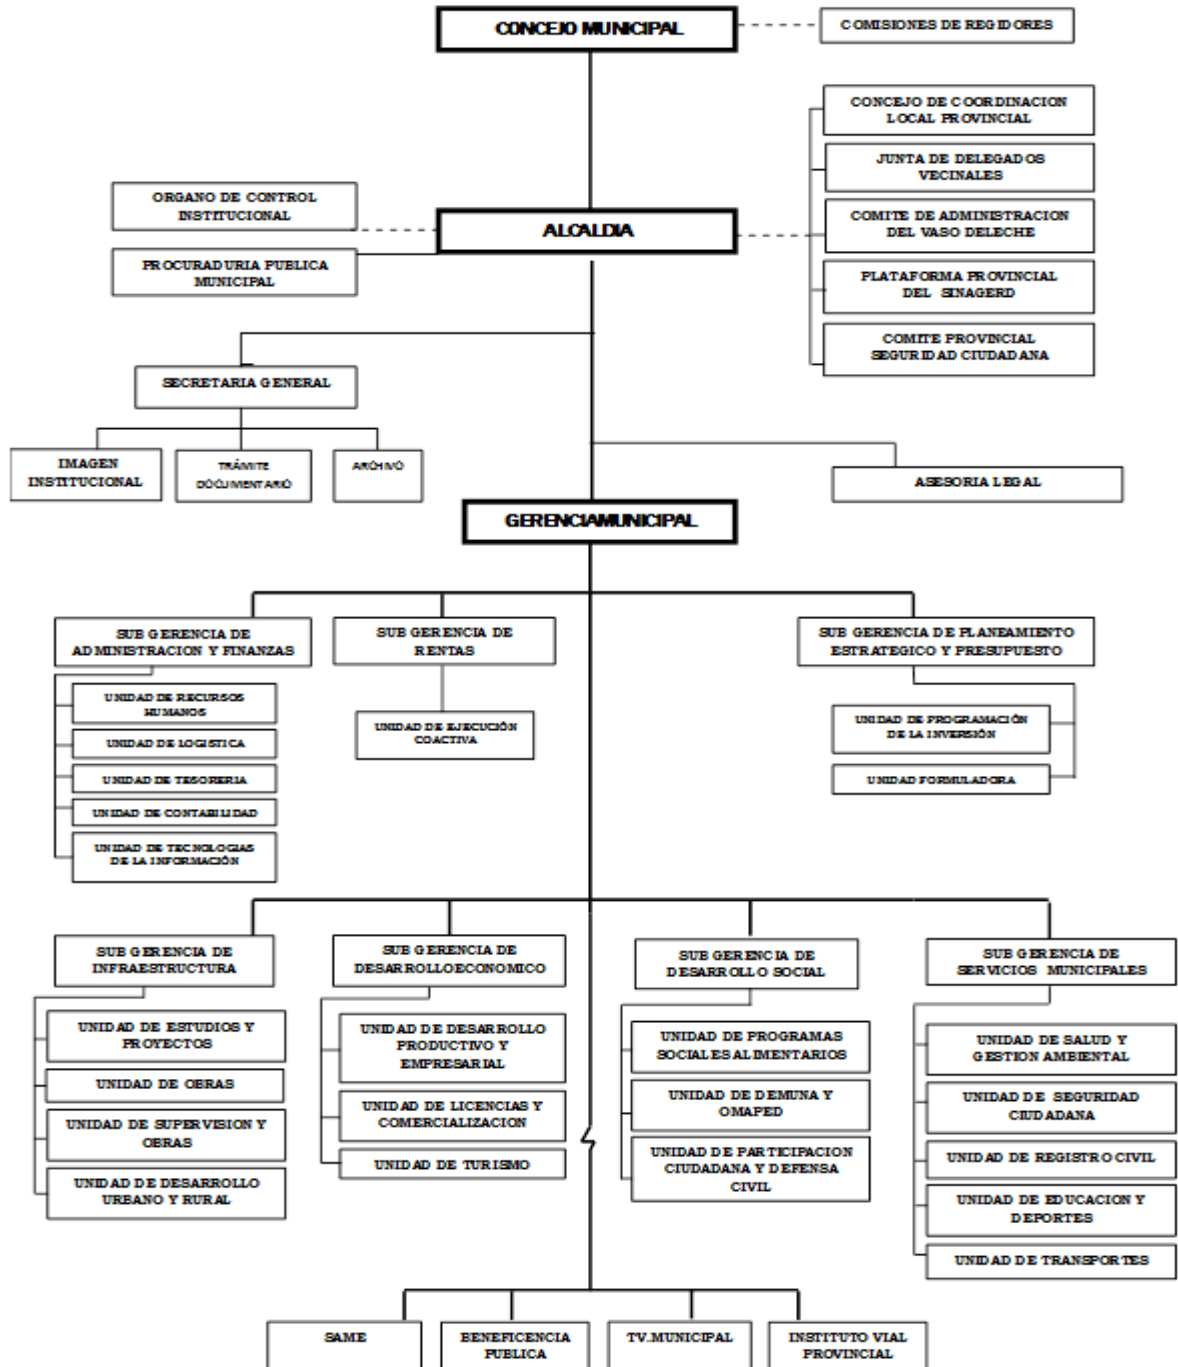 CONCEJO MUNICIPAL
COMISIONES DE REGIDORES
CONCEJO DE COORDINACION
LOCAL PROVINCIAL
JUNTA DE DELEGADOS
VECINALES
ORGANO DE CONTROL
INSTITUCIONAL
ALCALDIA
COMITE DE ADMINISTRACION
DEL VASO DELECHE
PROCURADURIA PUBLICA
MUNICIPAL
PLATAFORMA PROVINCIAL
DEL SINAGERD
COMITE PROVINCIAL
SEGURIDAD CIUDADANA
SECRETARIA GENERAL
IMAGEN
INSTITUCIONAL
TRÁMITE
DOCUMENTARIO
ARCHIVO
ASESORIA LEGAL
GERENCIAMUNICIPAL
SUB GERENCIA DE
ADMINISTRACION Y FINANZAS
UNIDAD DE RECURSOS
HUMANOS
UNIDAD DE LOGISTICA
UNIDAD DE TESORERIA
UNIDAD DE CONTABILIDAD
UNIDAD DE TECNOLOGIAS
DE LA INFORMACIÓN
SUB GERENCIA DE
RENTAS
UNIDAD DE EJECUCIÓN
COACTIVA
SUB GERENCIA DE PLANEAMIENTO
ESTRATEGICO Y PRESUPUESTO
UNIDAD DE PROGRAMACIÓN
DE LA INVERSIÓN
UNIDAD FORMULADORA
SUB GERENCIA DE
INFRAESTRUCTURA
UNIDAD DE ESTUDIOS Y
PROYECTOS
UNIDAD DE OBRAS
UNIDAD DE SUPERVISION Y
OBRAS
UNIDAD DE DESARROLLO
URBANO Y RURAL
SUB GERENCIA DE
DESARROLLOECONOMICO
UNIDAD DE DESARROLLO
PRODUCTIVO Y
EMPRESARIAL
UNIDAD DE LICENCIAS Y
COMERCIALIZACION
UNIDAD DE TURISMO
SUB GERENCIA DE
DESARROLLO SOCIAL
UNIDAD DE PROGRAMAS
SOCIALES ALIMENTARIOS
UNIDAD DE DEMUNA Y
OMAPED
UNIDAD DE PARTICIPACION
CIUDADANA Y DEFENSA
CIVIL
SUB GERENCIA DE
SERVICIOS MUNICIPALES
UNIDAD DE SALUD Y
GESTION AMBIENTAL
UNIDAD DE SEGURIDAD
CIUDADANA
UNIDAD DE REGISTRO CIVIL
UNIDAD DE EDUCACION Y
DEPORTES
UNIDAD DE TRANSPORTES
SAME
BENEFICENCIA
PUBLICA
TV.MUNICIPAL
INSTITUTO VIAL
PROVINCIAL